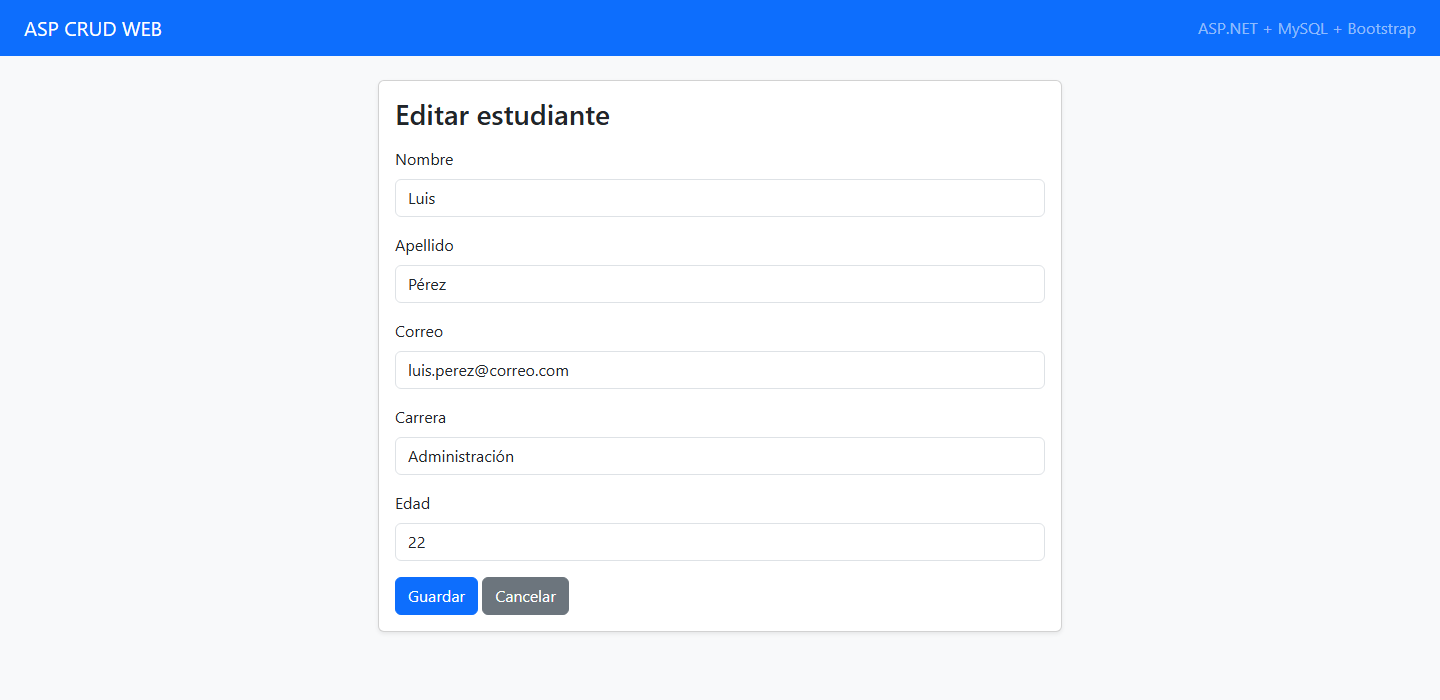 ASP CRUD WEB
ASP.NET + MySQL + Bootstrap
Editar estudiante
Nombre
Luis
Apellido
Pérez
Correo
luis.perez@correo.com
Carrera
Administración
Edad
22
Guardar Cancelar